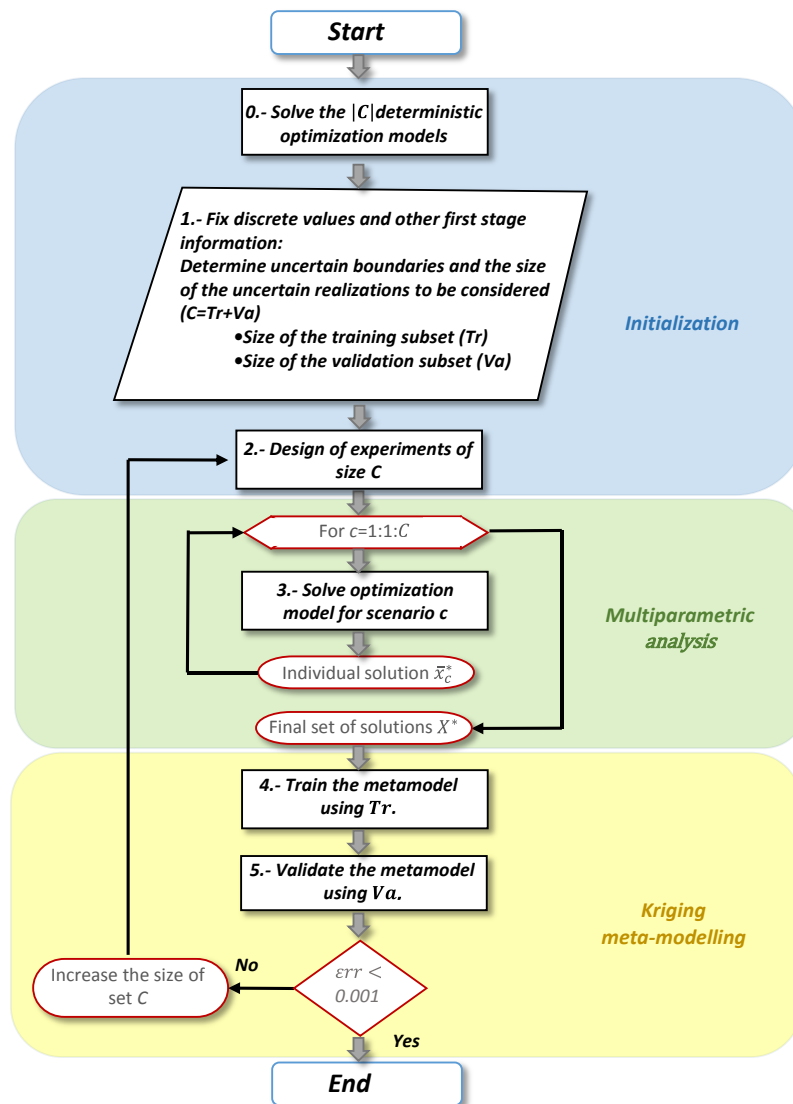 Start
0.- Solve the |C|deterministic
optimization models
1.- Fix discrete values and other first stage
information:
Determine uncertain boundaries and the size
of the uncertain realizations to be considered
(C=Tr+Va)
•Size of the training subset (Tr)
•Size of the validation subset (Va)
Initialization
2.- Design of experiments of
size C
For c=1:1:C
3.- Solve optimization
model for scenario c
Multiparametric
analysis
Individual solution x̄*c
Final set of solutions X*
4.- Train the metamodel
using Tr.
5.- Validate the metamodel
using Va.
Kriging
meta-modelling
Increase the size of
set C
No
εrr <
0.001
Yes
End